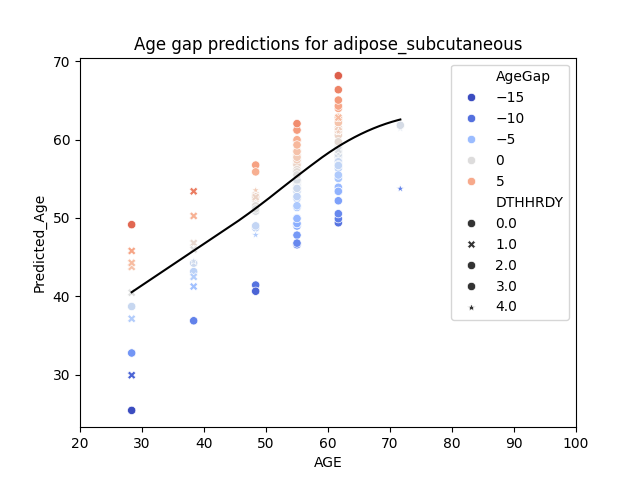 Age gap predictions for adipose_subcutaneous
70
60
50
40
30
Predicted_Age
20 30 40 50 60 70 80 90 100
AGE
AgeGap
−15
−10
−5
0
5
DTHHRDY
0.0
1.0
2.0
3.0
4.0